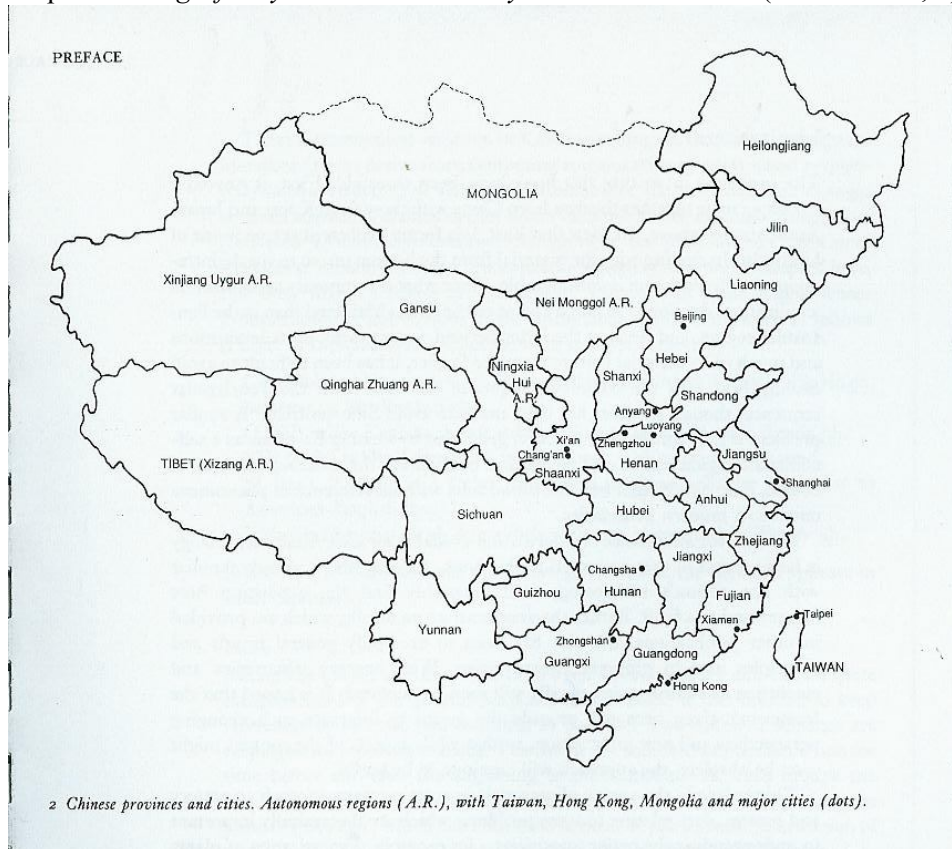 PREFACE
Heilongjiang
MONGOLIA
Jilin
Xinjiang Uygur A.R.
Liaoning
Gansu
Nei Monggol A.R.
Beijing
Hebei
Ningxia
Hui
A.R.
Shanxi
Qinghai Zhuang A.R.
Shandong
Anyang
Luoyang
Zhengzhou
Xi'an
Chang'an
Jiangsu
TIBET (Xizang A.R.)
Henan
Shaanxi
Shanghai
Anhui
Sichuan
Hubei
Zhejiang
Jiangxi
Changsha
Guizhou
Hunan
Fujian
Xiamen
Taipei
Yunnan
Zhongshan
Guangdong
Guangxi
TAIWAN
Hong Kong
2 Chinese provinces and cities. Autonomous regions (A.R.), with Taiwan, Hong Kong, Mongolia and major cities (dots).